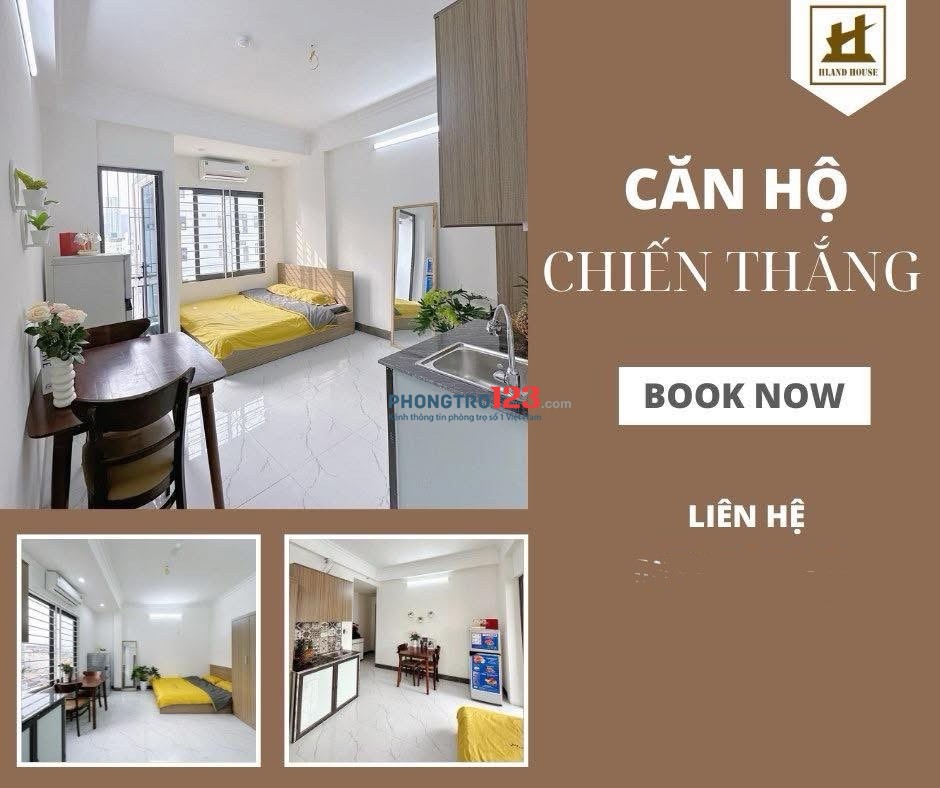 HLAND HOUSE
CĂN HỘ
CHIẾN THẮNG
BOOK NOW
PHONGTRO123.com
kênh thông tin phòng trọ số 1 Việt Nam
LIÊN HỆ